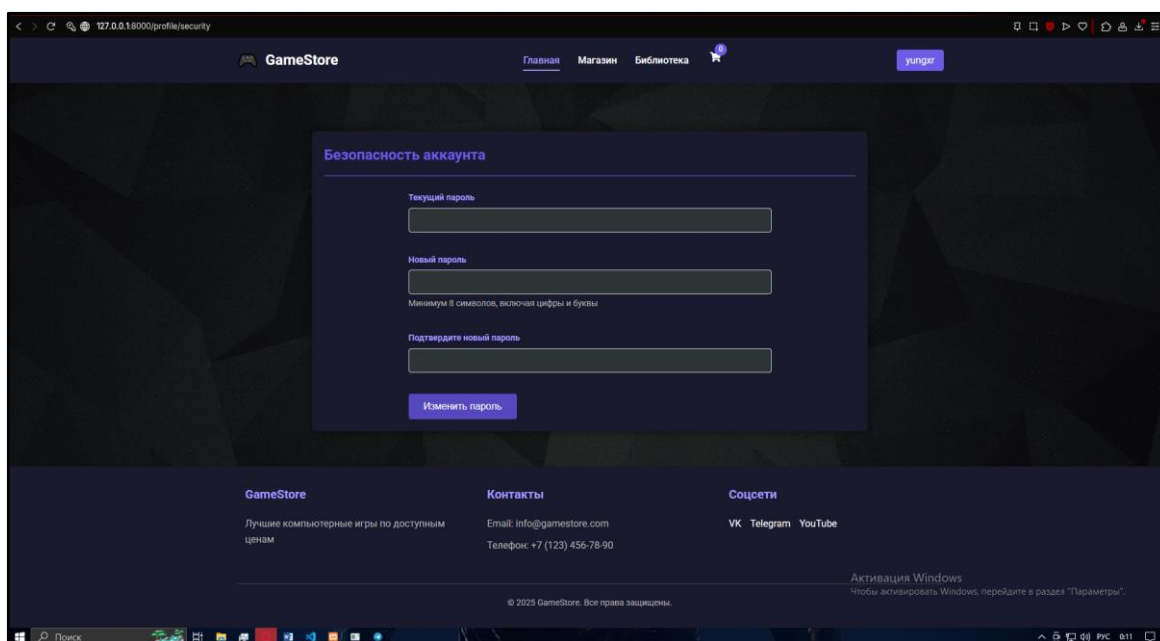 127.0.0.1:8000/profile/security
GameStore
Главная Магазин Библиотека 0
yungxr
Безопасность аккаунта
Текущий пароль
Новый пароль
Минимум 8 символов, включая цифры и буквы
Подтвердите новый пароль
Изменить пароль
GameStore
Лучшие компьютерные игры по доступным
ценам
Контакты
Email: info@gamestore.com
Телефон: +7 (123) 456-78-90
Соцсети
VK Telegram YouTube
Активация Windows
Чтобы активировать Windows, перейдите в раздел "Параметры".
© 2025 GameStore. Все права защищены.
Поиск
РУС 0:11